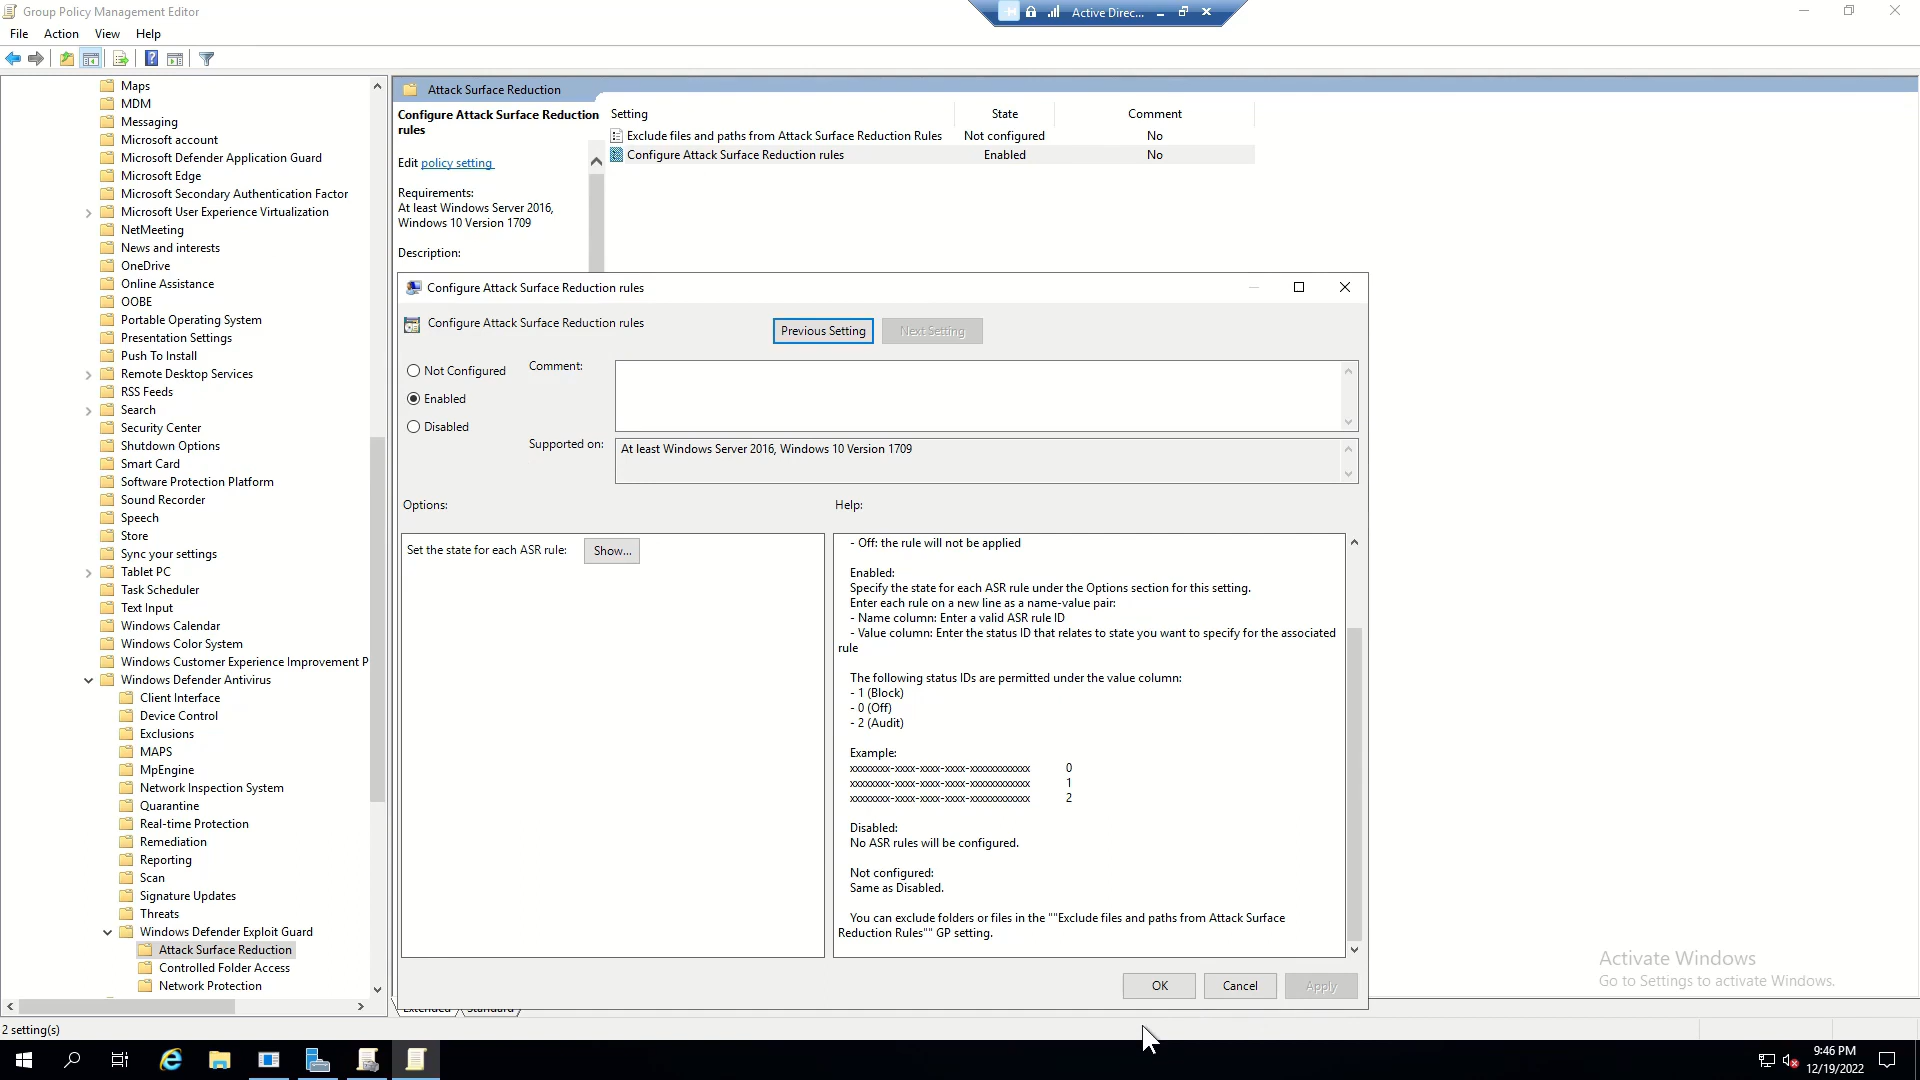 Group Policy Management Editor
Active Direc...
File Action View Help
Maps
MDM
Messaging
Microsoft account
Microsoft Defender Application Guard
Microsoft Edge
Microsoft Secondary Authentication Factor
Microsoft User Experience Virtualization
NetMeeting
News and interests
OneDrive
Online Assistance
OOBE
Portable Operating System
Presentation Settings
Push To Install
Remote Desktop Services
RSS Feeds
Search
Security Center
Shutdown Options
Smart Card
Software Protection Platform
Sound Recorder
Speech
Store
Sync your settings
Tablet PC
Task Scheduler
Text Input
Windows Calendar
Windows Color System
Windows Customer Experience Improvement P
Windows Defender Antivirus
Client Interface
Device Control
Exclusions
MAPS
MpEngine
Network Inspection System
Quarantine
Real-time Protection
Remediation
Reporting
Scan
Signature Updates
Threats
Windows Defender Exploit Guard
Attack Surface Reduction
Controlled Folder Access
Network Protection
2 setting(s)
Attack Surface Reduction
Configure Attack Surface Reduction
rules
Edit policy setting
Requirements:
At least Windows Server 2016,
Windows 10 Version 1709
Description:
Setting State Comment
Exclude files and paths from Attack Surface Reduction Rules Not configured No
Configure Attack Surface Reduction rules Enabled No
Configure Attack Surface Reduction rules
Configure Attack Surface Reduction rules
Previous Setting Next Setting
Not Configured
Enabled
Disabled
Comment:
Supported on:
At least Windows Server 2016, Windows 10 Version 1709
Options:
Help:
Set the state for each ASR rule: Show...
- Off: the rule will not be applied
Enabled:
Specify the state for each ASR rule under the Options section for this setting.
Enter each rule on a new line as a name-value pair:
- Name column: Enter a valid ASR rule ID
- Value column: Enter the status ID that relates to state you want to specify for the associated
rule
The following status IDs are permitted under the value column:
- 1 (Block)
- 0 (Off)
- 2 (Audit)
Example:
xxxxxxxx-xxxx-xxxx-xxxx-xxxxxxxxxxxx 0
xxxxxxxx-xxxx-xxxx-xxxx-xxxxxxxxxxxx 1
xxxxxxxx-xxxx-xxxx-xxxx-xxxxxxxxxxxx 2
Disabled:
No ASR rules will be configured.
Not configured:
Same as Disabled.
You can exclude folders or files in the ""Exclude files and paths from Attack Surface
Reduction Rules"" GP setting.
OK Cancel Apply
Extended Standard
Activate Windows
Go to Settings to activate Windows.
9:46 PM
12/19/2022